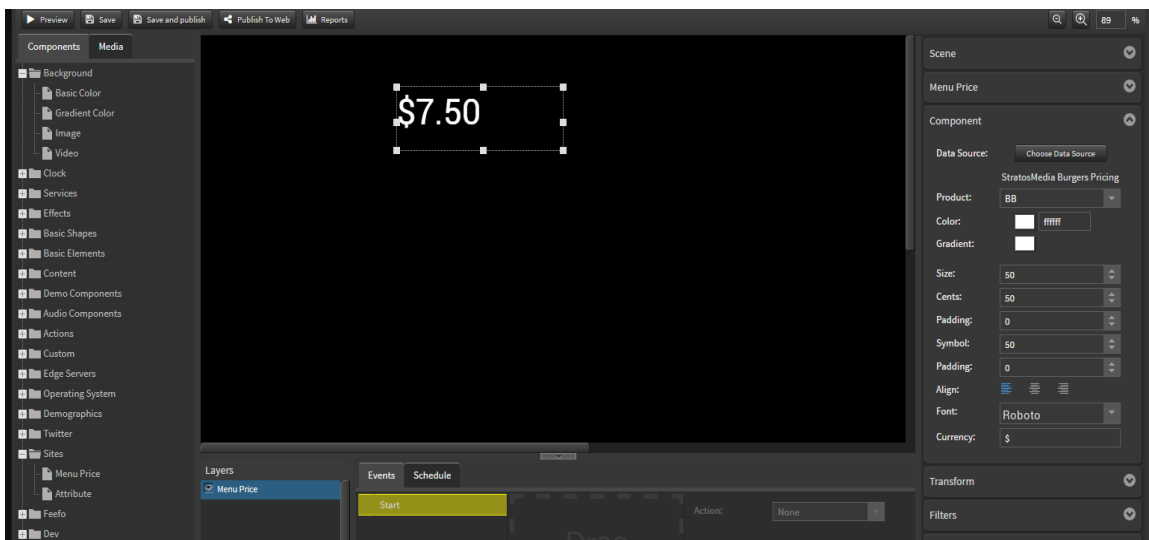 Preview Save Save and publish Publish To Web Reports 89 %
Components Media
Background
Basic Color
Gradient Color
Image
Video
Clock
Services
Effects
Basic Shapes
Basic Elements
Content
Demo Components
Audio Components
Actions
Custom
Edge Servers
Operating System
Demographics
Twitter
Sites
Menu Price
Attribute
Feefo
Dev
$7.50
Layers
Menu Price
Events Schedule
Start
Drag
Action: None
Scene
Menu Price
Component
Data Source: Choose Data Source
StratosMedia Burgers Pricing
Product: BB
Color: ffffff
Gradient:
Size: 50
Cents: 50
Padding: 0
Symbol: 50
Padding: 0
Align:
Font: Roboto
Currency: $
Transform
Filters